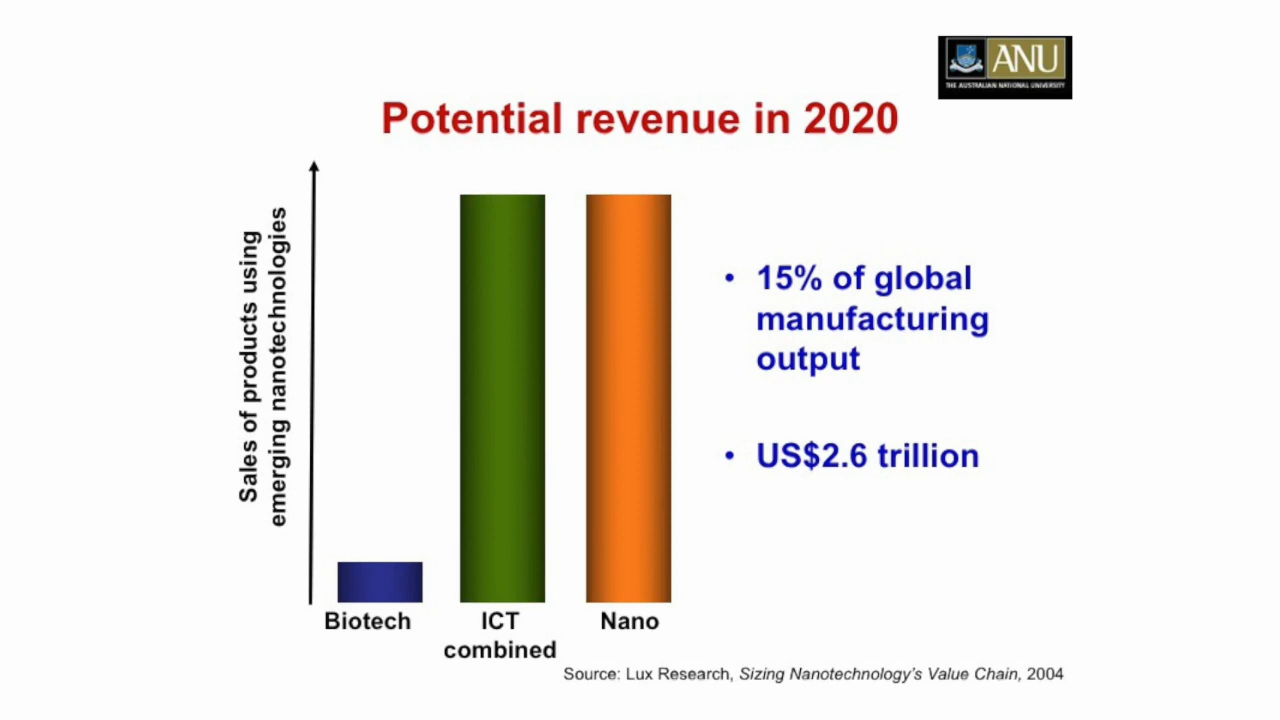 ANU
THE AUSTRALIAN NATIONAL UNIVERSITY
Potential revenue in 2020
Sales of products using
emerging nanotechnologies
• 15% of global
manufacturing
output
• US$2.6 trillion
Biotech
ICT
combined
Nano
Source: Lux Research, Sizing Nanotechnology's Value Chain, 2004